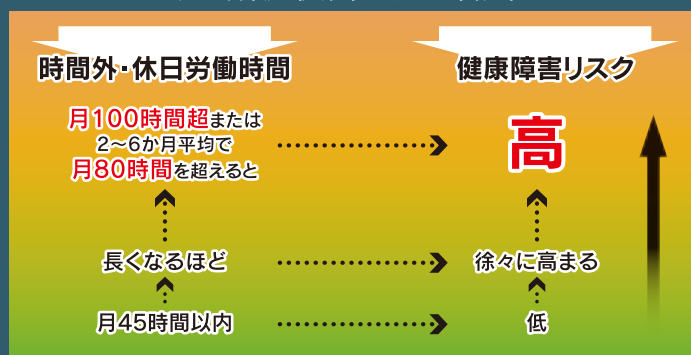 時間外・休日労働時間
健康障害リスク
月100時間超または
2〜6か月平均で
月80時間を超えると
高
長くなるほど
徐々に高まる
月45時間以内
低